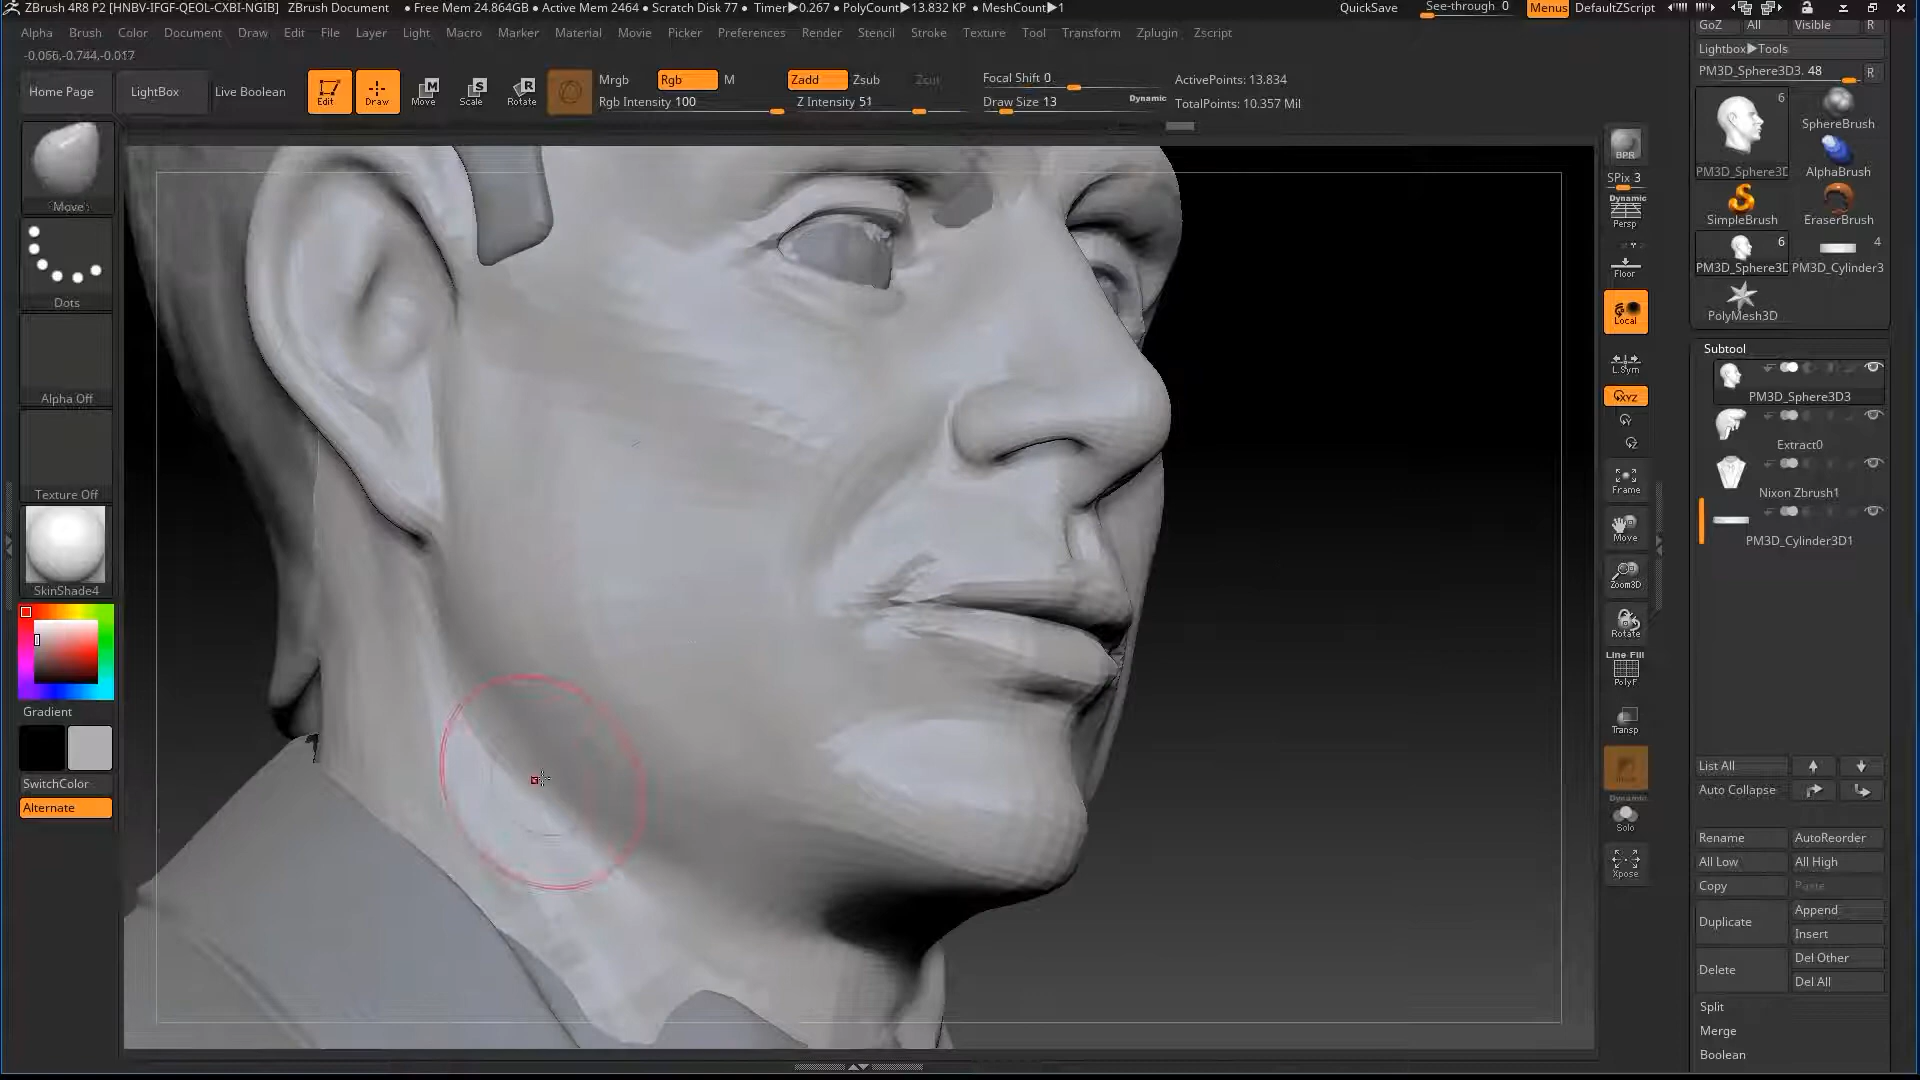 ZBrush 4R8 P2 [HNBV-IFGF-QEOL-CXBI-NGIB] ZBrush Document • Free Mem 24.864GB • Active Mem 2464 • Scratch Disk 77 • Timer▶0.267 • PolyCount▶13.832 KP • MeshCount▶1 QuickSave See-through 0 Menus DefaultZScript
Alpha Brush Color Document Draw Edit File Layer Light Macro Marker Material Movie Picker Preferences Render Stencil Stroke Texture Tool Transform Zplugin Zscript
-0.066,-0.744,-0.017
Home Page LightBox Live Boolean Edit Draw Move Scale Rotate
Mrgb Rgb M Zadd Zsub Zcut Focal Shift 0 ActivePoints: 13.834
Rgb Intensity 100 Z Intensity 51 Draw Size 13 Dynamic TotalPoints: 10.357 Mil
Move
Dots
Alpha Off
Texture Off
SkinShade4
Gradient
SwitchColor
Alternate
BPR
SPix 3
Dynamic
Persp
Floor
Local
L.Sym
XYZ
Frame
Move
Zoom3D
Rotate
Line Fill
PolyF
Transp
Dynamic
Solo
Xpose
GoZ All Visible R
Lightbox▶Tools
PM3D_Sphere3D3. 48 R
6
SphereBrush
PM3D_Sphere3D AlphaBrush
SimpleBrush EraserBrush
6 4
PM3D_Sphere3D PM3D_Cylinder3
PolyMesh3D
Subtool
PM3D_Sphere3D3
Extract0
Nixon Zbrush1
PM3D_Cylinder3D1
List All
Auto Collapse
Rename AutoReorder
All Low All High
Copy Paste
Duplicate Append
Insert
Delete Del Other
Del All
Split
Merge
Boolean